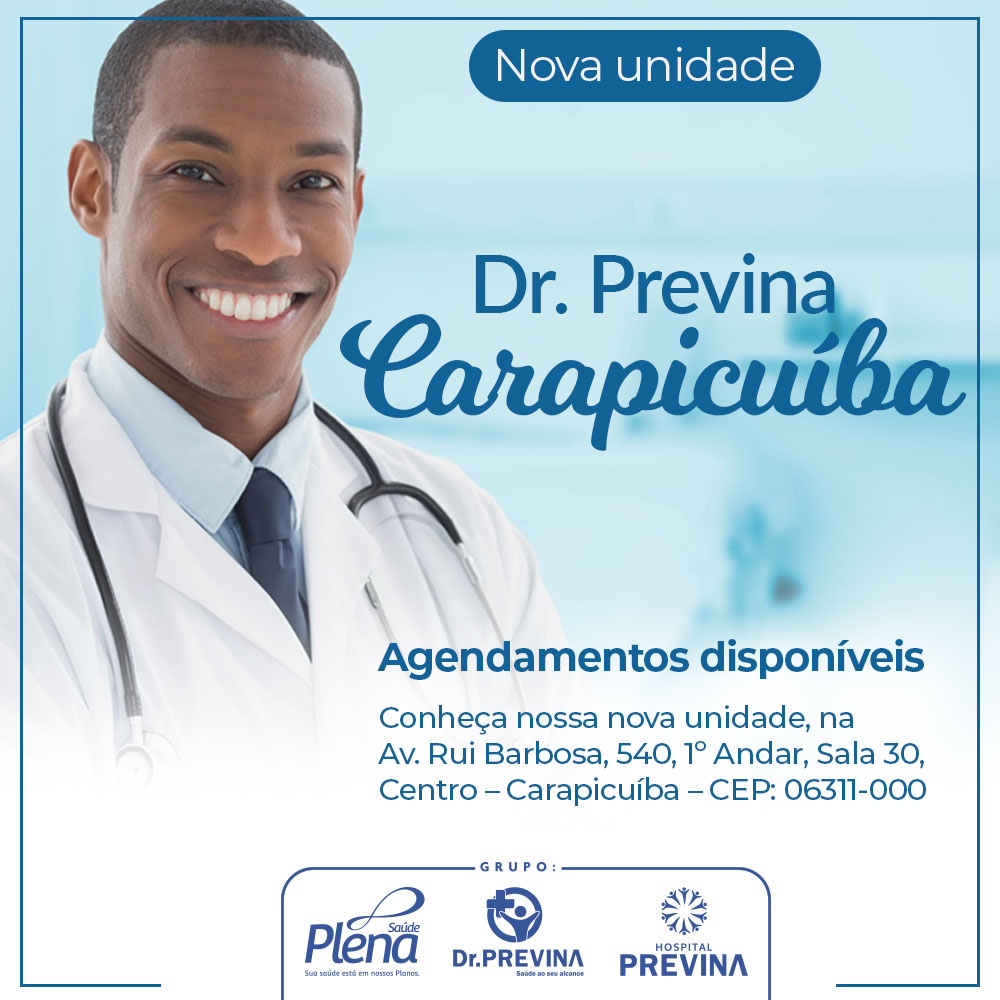 Nova unidade
Dr. Previna
Carapicuíba
Agendamentos disponíveis
Conheça nossa nova unidade, na
Av. Rui Barbosa, 540, 1º Andar, Sala 30,
Centro – Carapicuíba – CEP: 06311-000
GRUPO:
Saúde
Plena
Sua saúde está em nossos Planos.
Dr.PREVINA
Saúde ao seu alcance
HOSPITAL
PREVINA